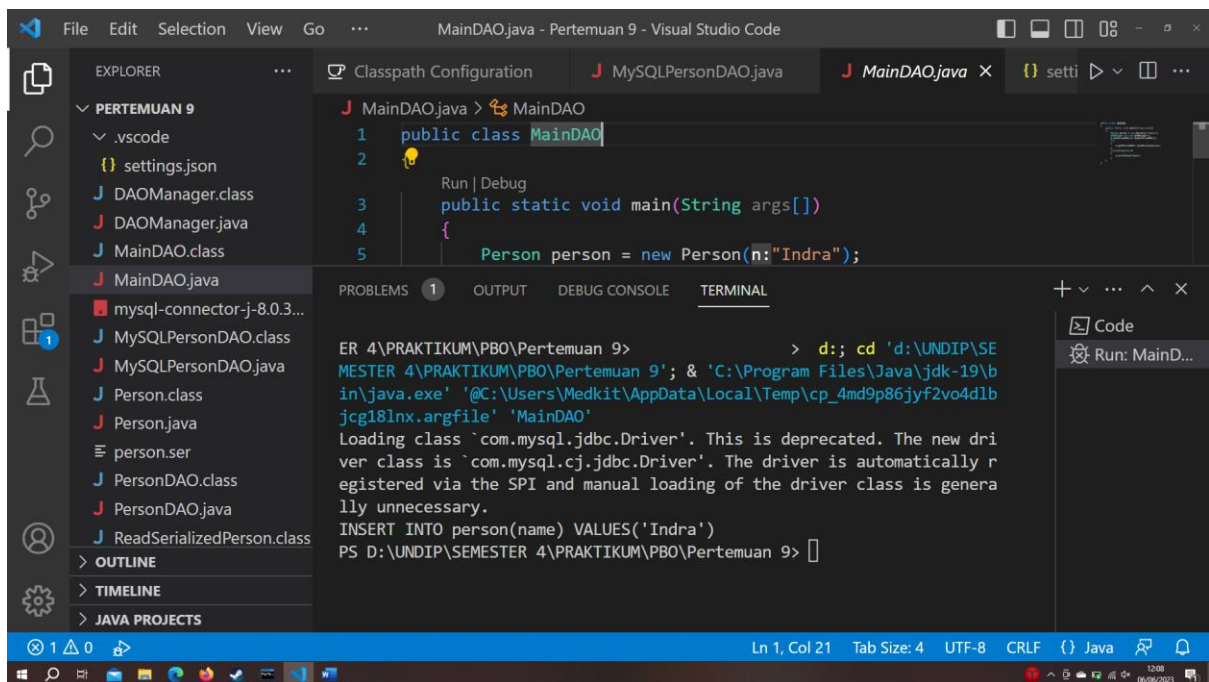 File Edit Selection View Go ··· MainDAO.java - Pertemuan 9 - Visual Studio Code
EXPLORER ···
Classpath Configuration MySQLPersonDAO.java MainDAO.java setti
PERTEMUAN 9
.vscode
{} settings.json
J DAOManager.class
J DAOManager.java
J MainDAO.class
J MainDAO.java
mysql-connector-j-8.0.3...
J MySQLPersonDAO.class
J MySQLPersonDAO.java
J Person.class
J Person.java
person.ser
J PersonDAO.class
J PersonDAO.java
J ReadSerializedPerson.class
OUTLINE
TIMELINE
JAVA PROJECTS
J MainDAO.java > MainDAO
1 public class MainDAO
2 {
Run | Debug
3 public static void main(String args[])
4 {
5 Person person = new Person(n:"Indra");
PROBLEMS 1 OUTPUT DEBUG CONSOLE TERMINAL
Code
Run: MainD...
ER 4\PRAKTIKUM\PBO\Pertemuan 9> > d:; cd 'd:\UNDIP\SE
MESTER 4\PRAKTIKUM\PBO\Pertemuan 9'; & 'C:\Program Files\Java\jdk-19\b
in\java.exe' '@C:\Users\Medkit\AppData\Local\Temp\cp_4md9p86jyf2vo4dlb
jcg18lnx.argfile' 'MainDAO'
Loading class `com.mysql.jdbc.Driver'. This is deprecated. The new dri
ver class is `com.mysql.cj.jdbc.Driver'. The driver is automatically r
egistered via the SPI and manual loading of the driver class is genera
lly unnecessary.
INSERT INTO person(name) VALUES('Indra')
PS D:\UNDIP\SEMESTER 4\PRAKTIKUM\PBO\Pertemuan 9>
1 0 Ln 1, Col 21 Tab Size: 4 UTF-8 CRLF {} Java
12:08
06/06/2023